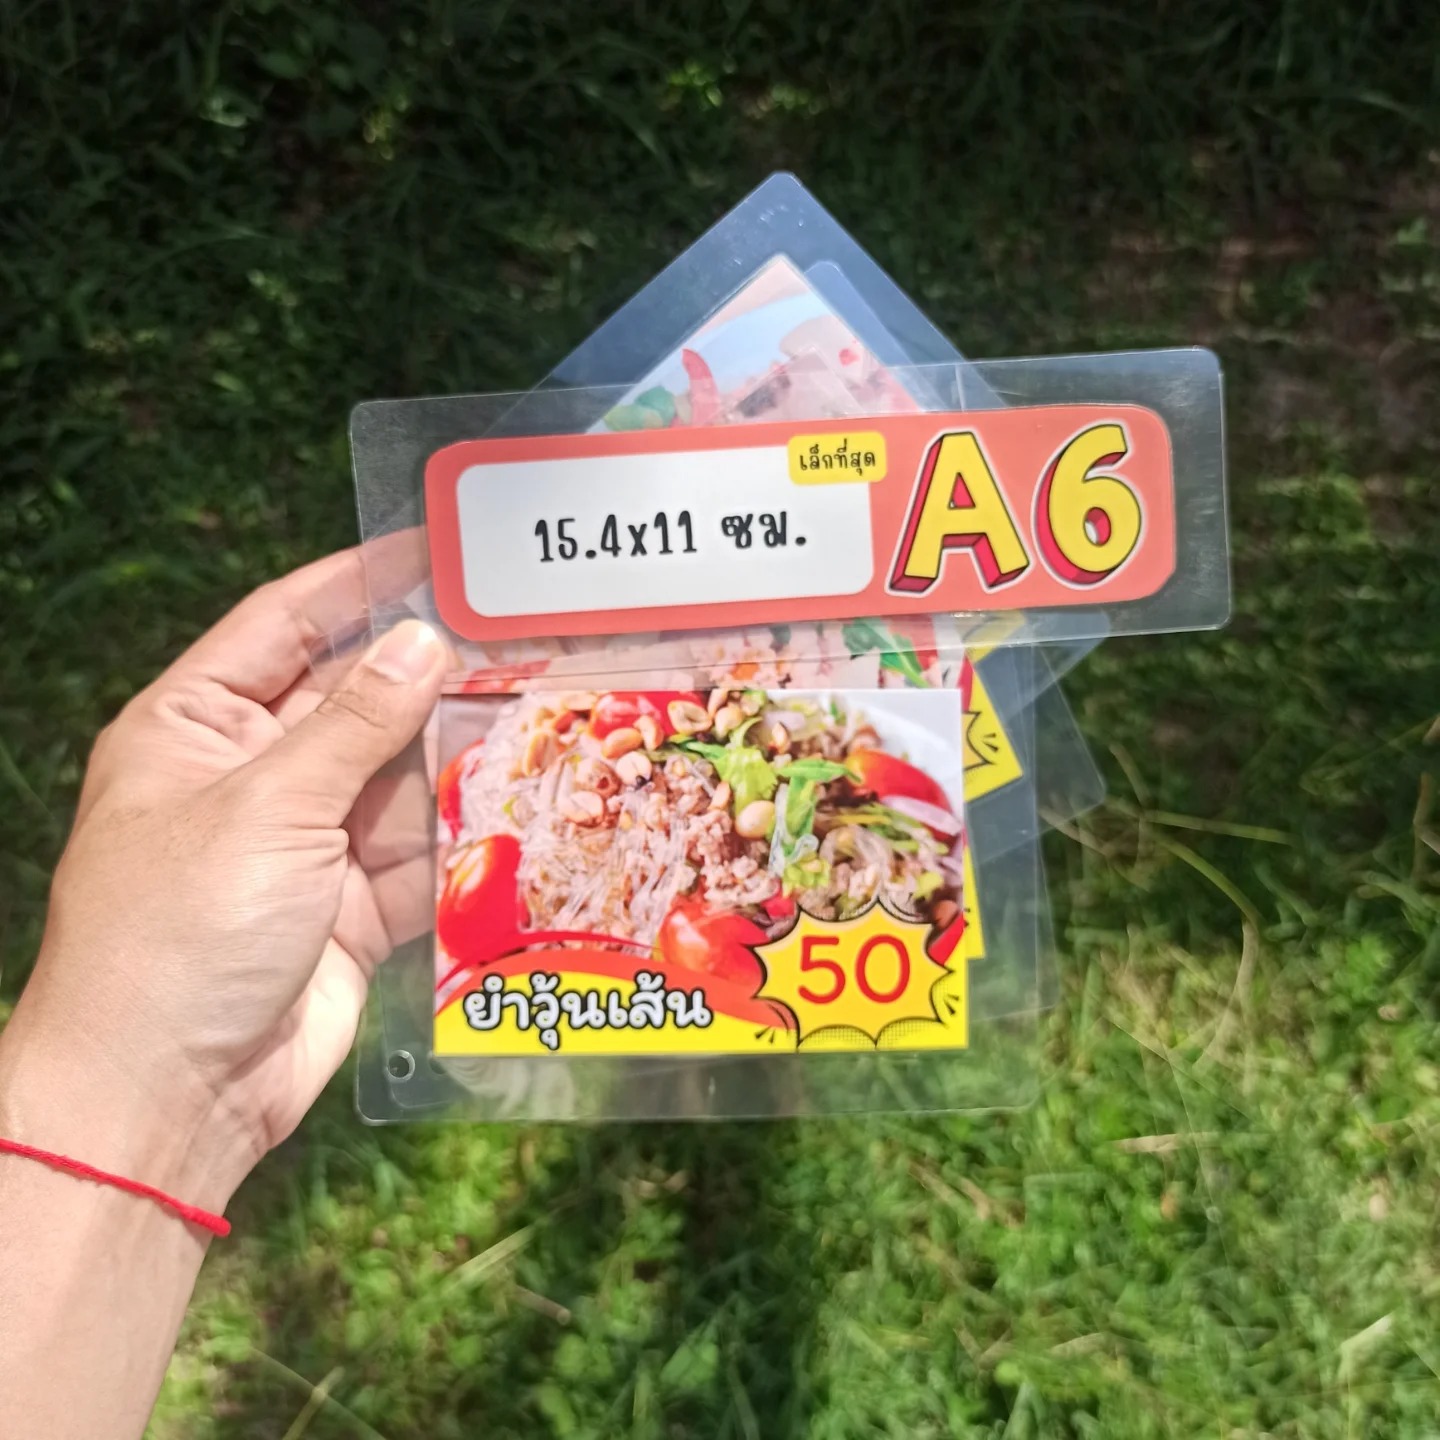 เล็กที่สุด
15.4x11 ซม.
A6
ยำวุ้นเส้น
50